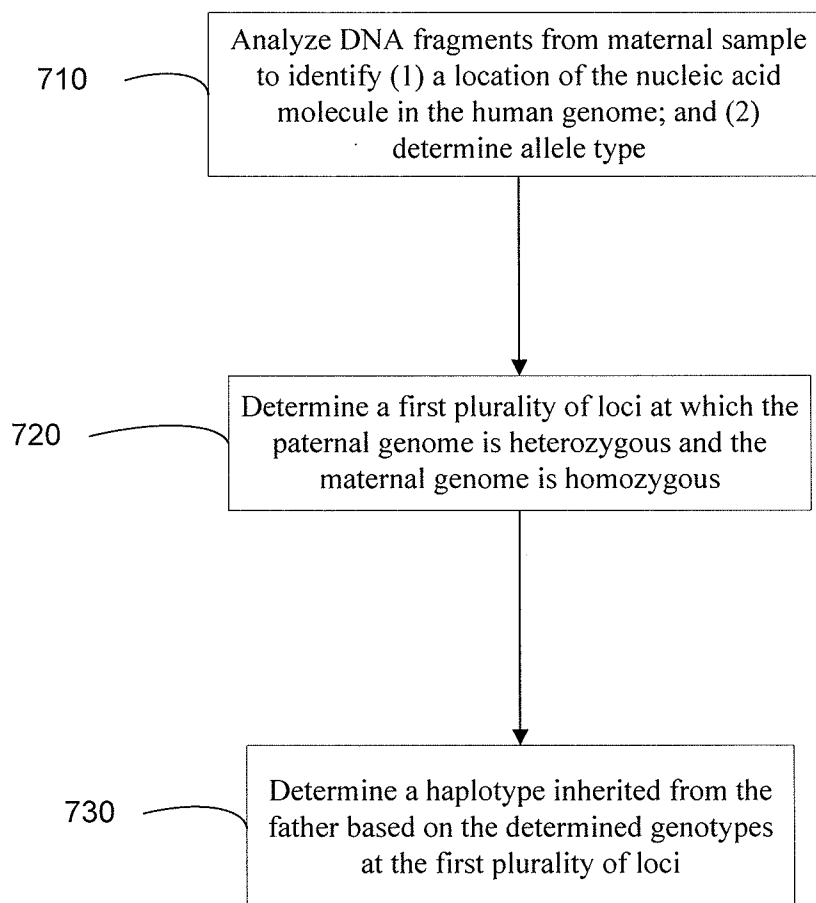 710
Analyze DNA fragments from maternal sample
to identify (1) a location of the nucleic acid
molecule in the human genome; and (2)
determine allele type
720
Determine a first plurality of loci at which the
paternal genome is heterozygous and the
maternal genome is homozygous
730
Determine a haplotype inherited from the
father based on the determined genotypes
at the first plurality of loci